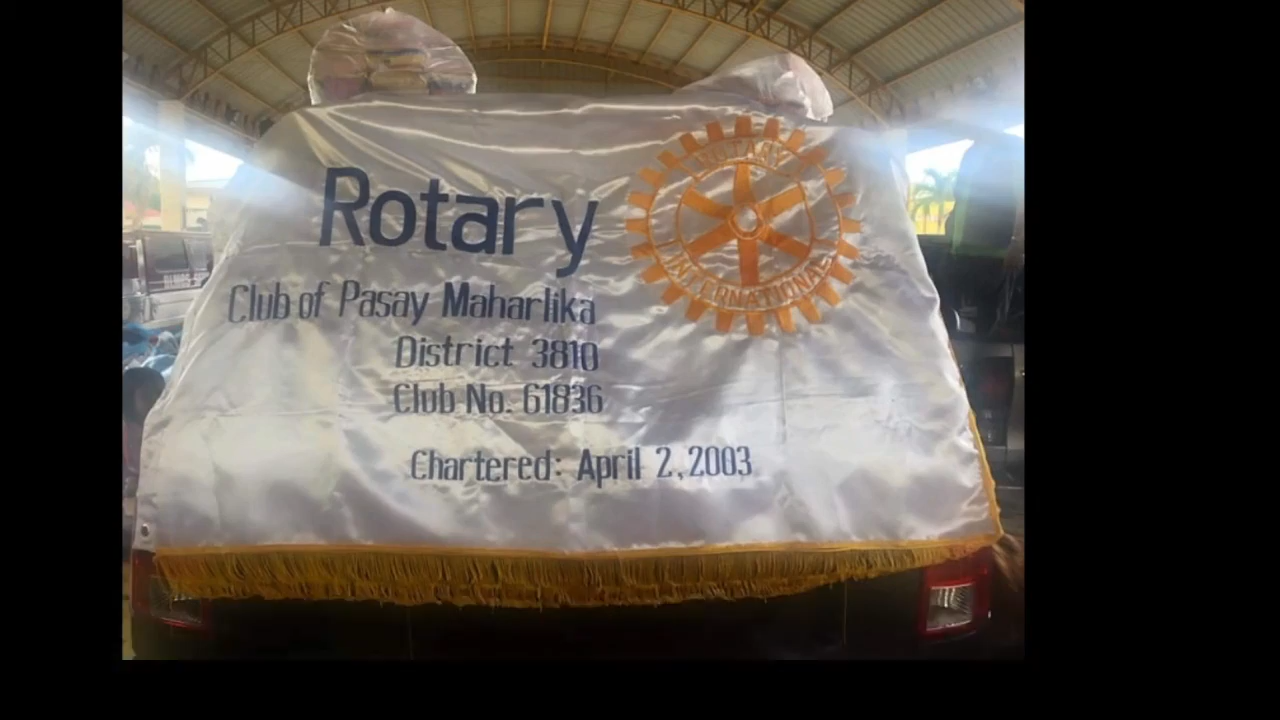 Rotary
ROTARY
INTERNATIONAL
Club of Pasay Maharlika
District 3810
Club No. 61836
Chartered: April 2, 2003